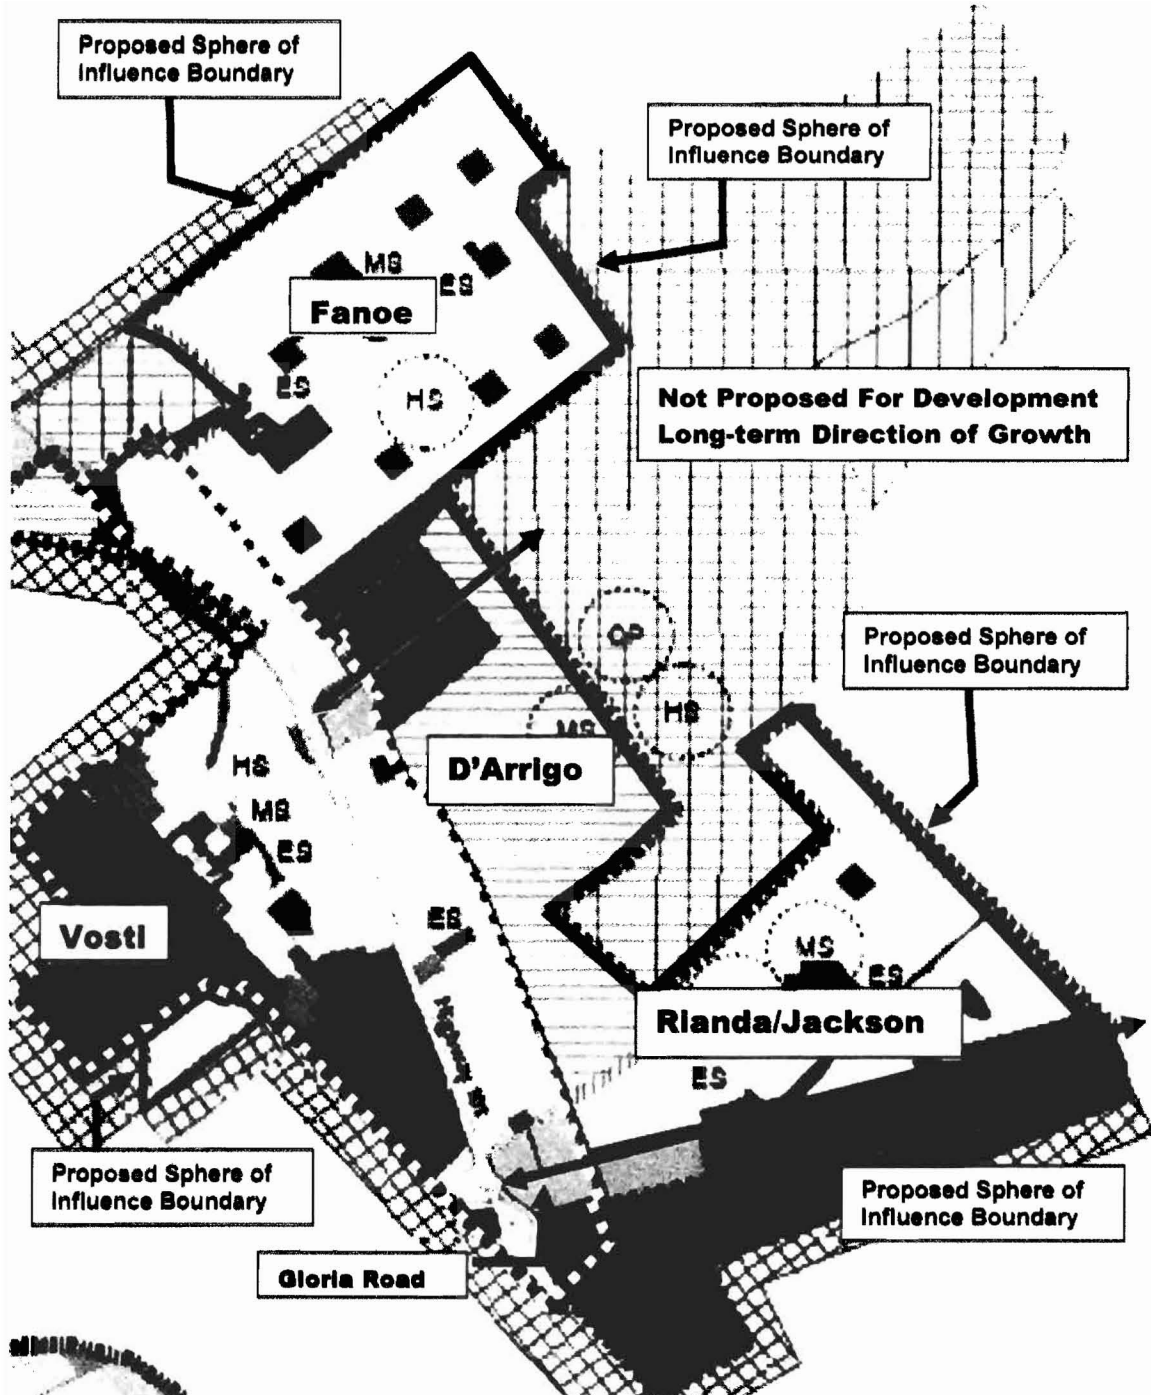 Proposed Sphere of
Influence Boundary
Proposed Sphere of
Influence Boundary
MS
ES
Fanoe
ES
HS
Not Proposed For Development
Long-term Direction of Growth
Proposed Sphere of
Influence Boundary
HS
MS
D'Arrigo
HS
MS
ES
ES
Vosti
MS
ES
Rianda/Jackson
ES
Proposed Sphere of
Influence Boundary
Proposed Sphere of
Influence Boundary
Gloria Road